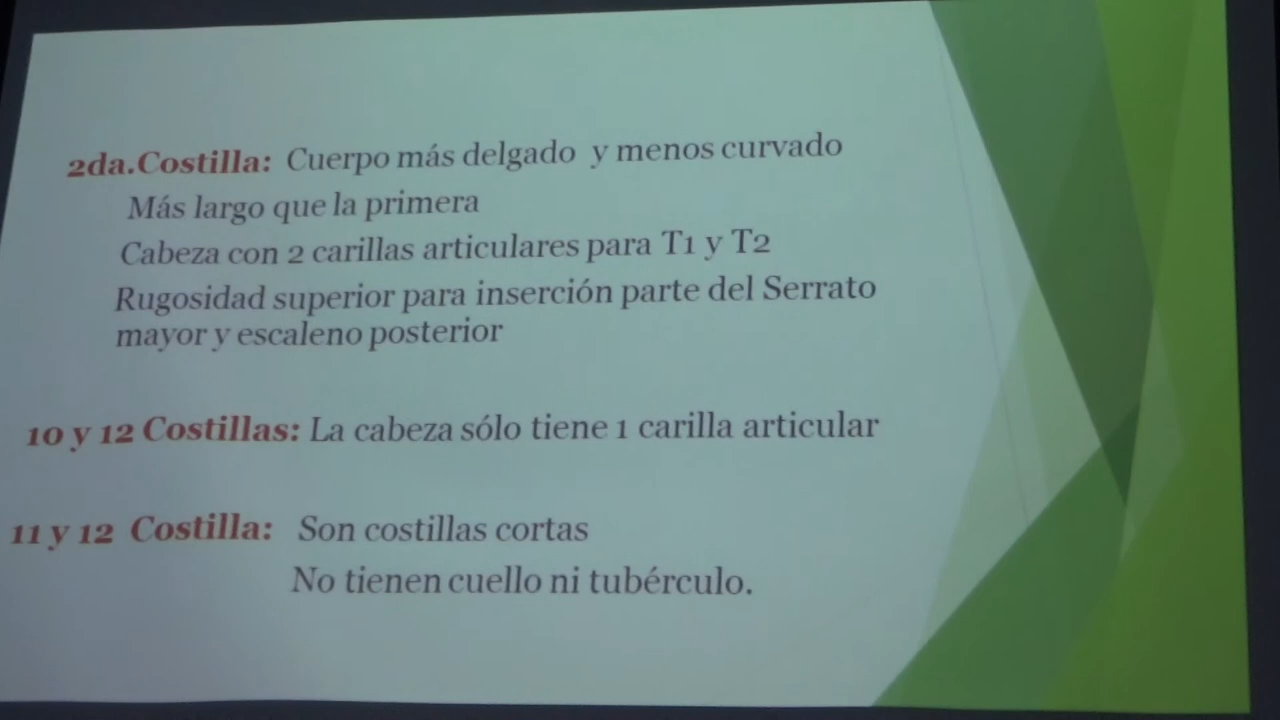 2da.Costilla: Cuerpo más delgado y menos curvado
Más largo que la primera
Cabeza con 2 carillas articulares para T1 y T2
Rugosidad superior para inserción parte del Serrato
mayor y escaleno posterior
10 y 12 Costillas: La cabeza sólo tiene 1 carilla articular
11 y 12 Costilla: Son costillas cortas
No tienen cuello ni tubérculo.